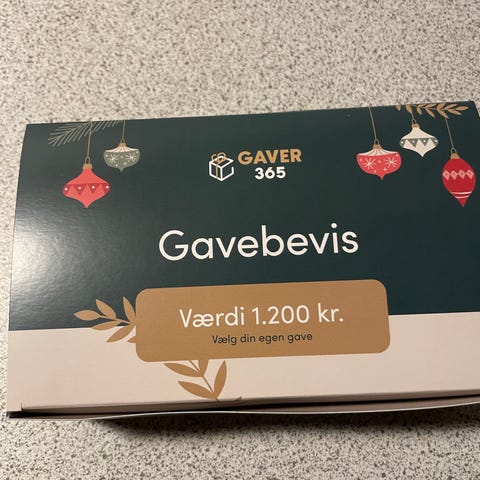 GAVER
365
Gavebevis
Værdi 1.200 kr.
Vælg din egen gave